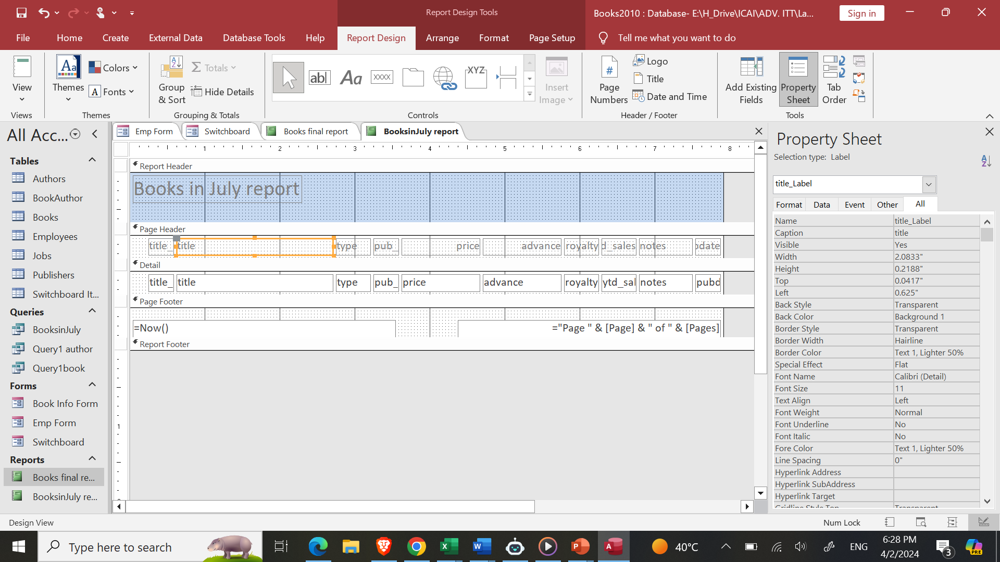 Report Design Tools
Books2010 : Database- E:\H_Drive\ICAI\ADV. ITT\La...
Sign in
File
Home
Create
External Data
Database Tools
Help
Report Design
Arrange
Format
Page Setup
Tell me what you want to do
View
Views
Aa
Themes
Colors
A Fonts
Themes
Group
& Sort
Totals
Hide Details
Grouping & Totals
ab|
Aa
XXXX
XYZ
Insert
Image
Controls
#
Page
Numbers
Logo
Title
Date and Time
Header / Footer
Add Existing
Fields
Property
Sheet
Tab
Order
Tools
All Acc...
Tables
Authors
BookAuthor
Books
Employees
Jobs
Publishers
Switchboard It...
Queries
BooksinJuly
Query1 author
Query1book
Forms
Book Info Form
Emp Form
Switchboard
Reports
Books final re...
BooksinJuly re...
Emp Form
Switchboard
Books final report
BooksinJuly report
1 2 3 4 5 6 7 8
Report Header
Books in July report
Page Header
title_ title type pub_ price advance royalty d_sales notes odate
Detail
title_ title type pub_ price advance royalty ytd_sal notes pubd
Page Footer
=Now() ="Page " & [Page] & " of " & [Pages]
Report Footer
1
Property Sheet
Selection type: Label
title_Label
Format Data Event Other All
Name title_Label
Caption title
Visible Yes
Width 2.0833"
Height 0.2188"
Top 0.0417"
Left 0.625"
Back Style Transparent
Back Color Background 1
Border Style Transparent
Border Width Hairline
Border Color Text 1, Lighter 50%
Special Effect Flat
Font Name Calibri (Detail)
Font Size 11
Text Align Left
Font Weight Normal
Font Underline No
Font Italic No
Fore Color Text 1, Lighter 50%
Line Spacing 0"
Hyperlink Address
Hyperlink SubAddress
Hyperlink Target
Gridline Style Top Transparent
Design View
Num Lock
Type here to search
40°C
ENG
6:28 PM
4/2/2024
3
PRE